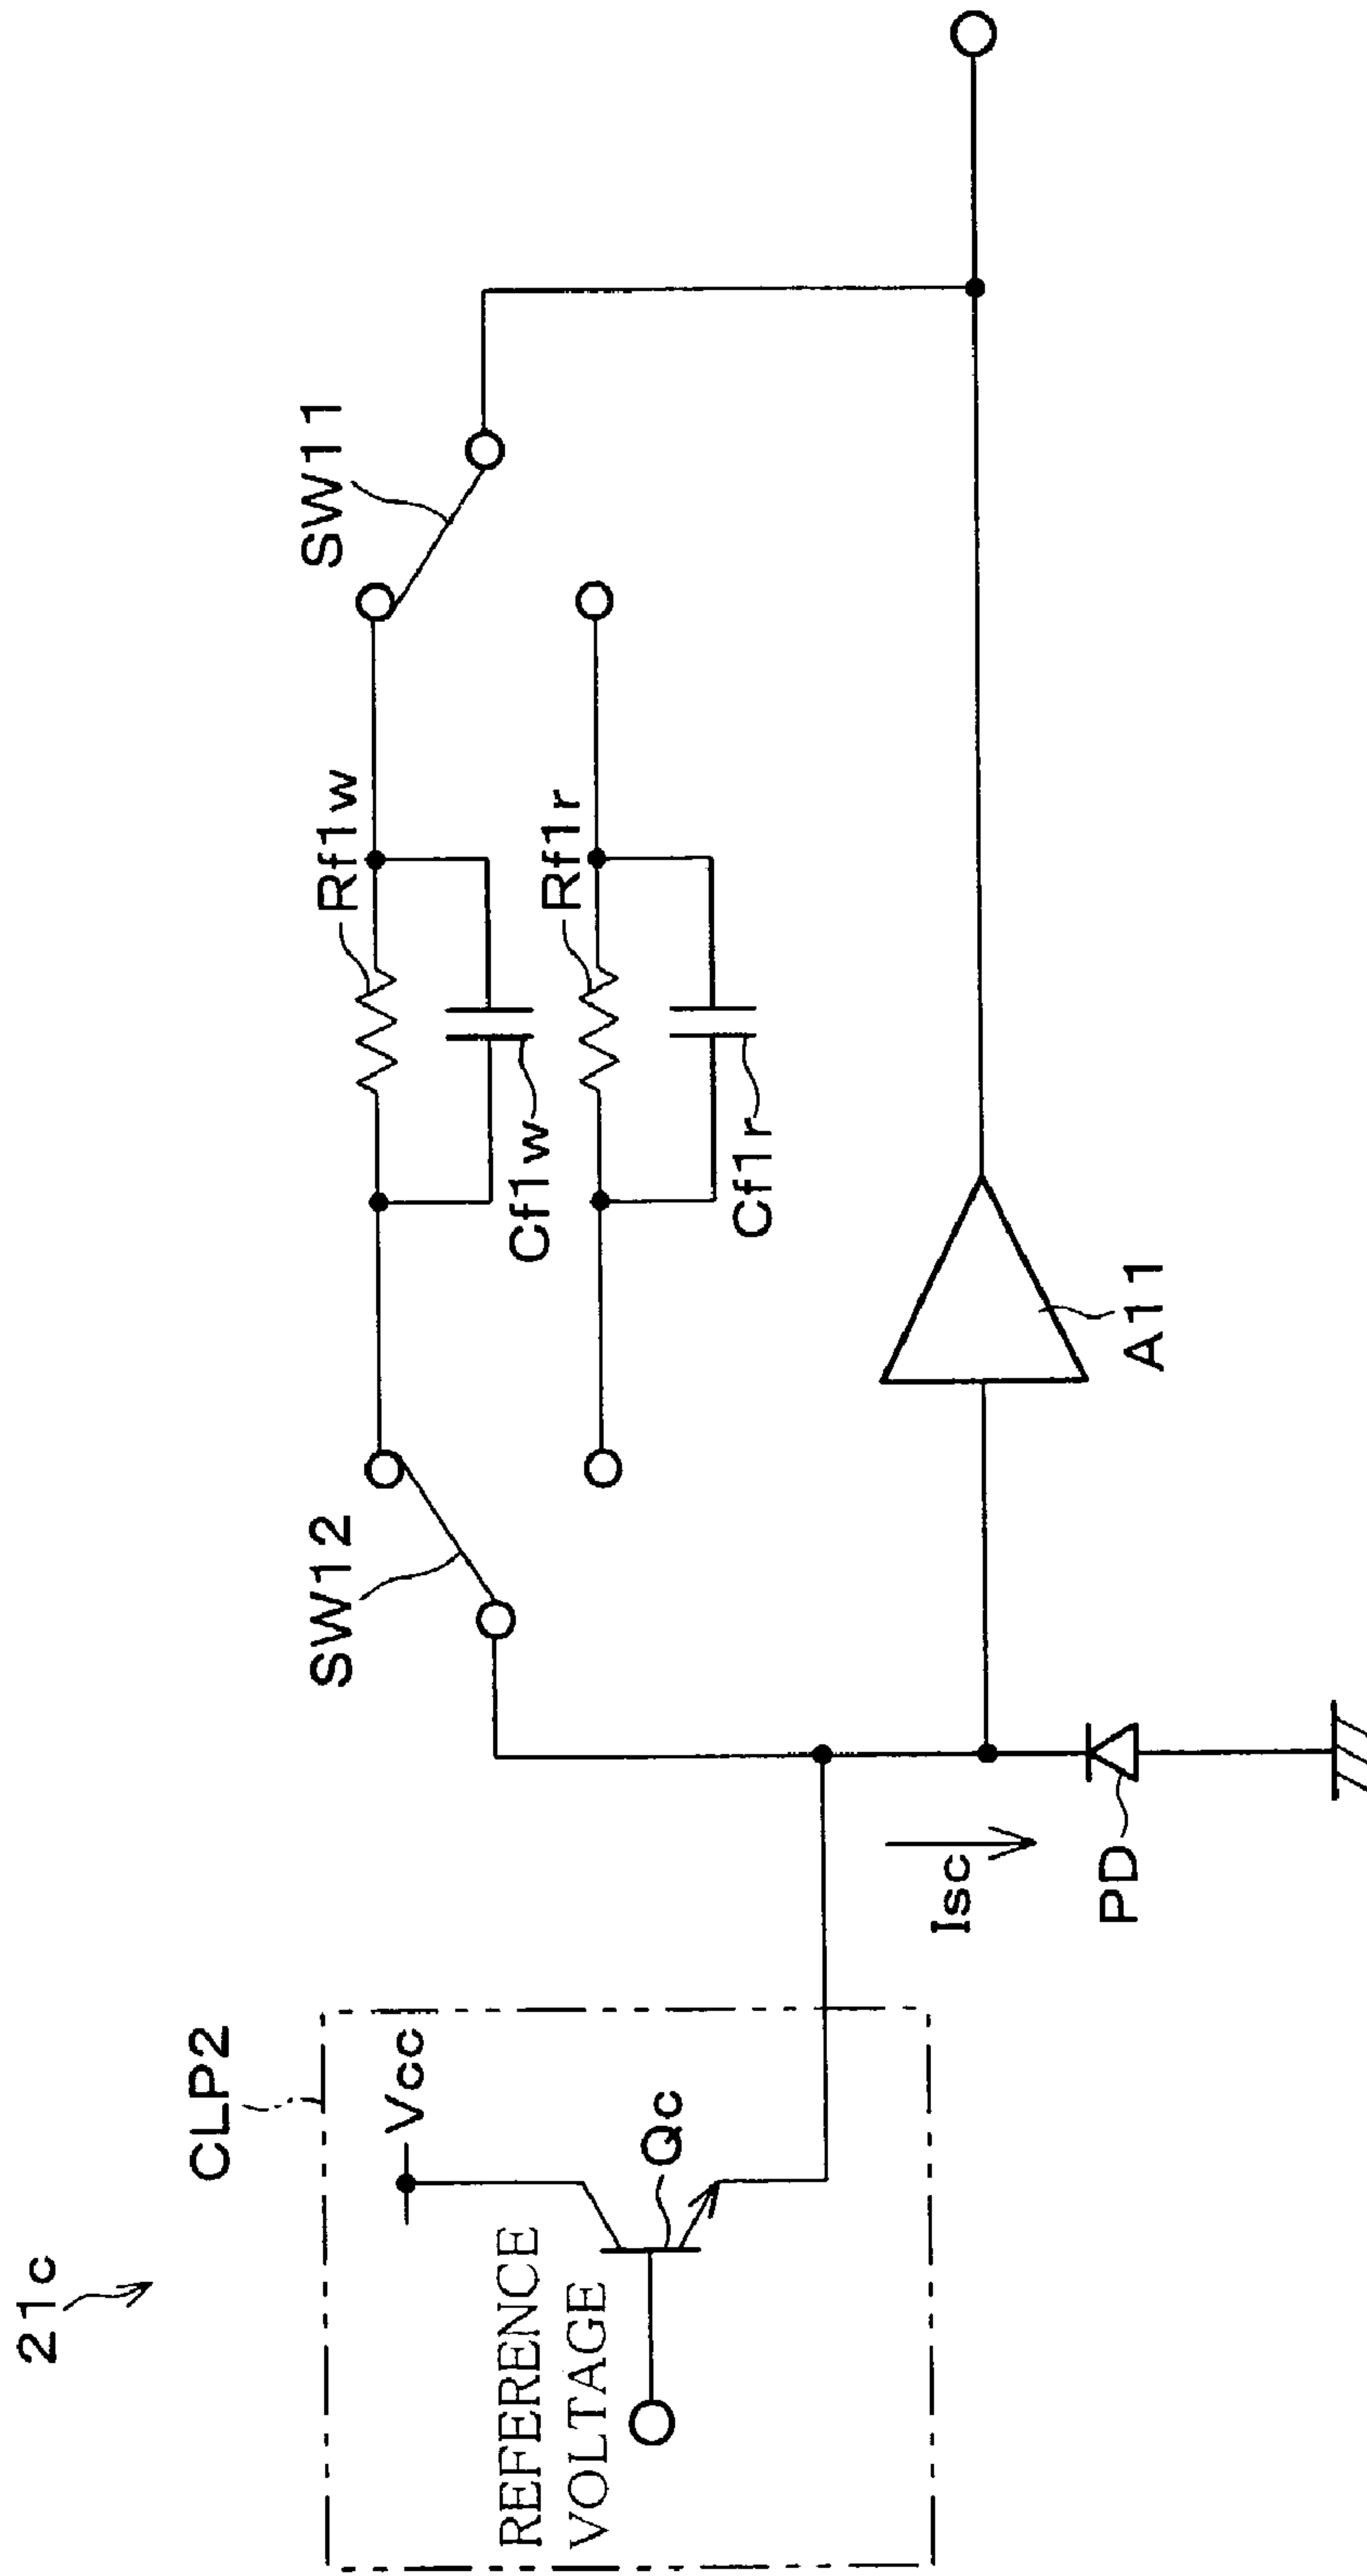 21c
CLP2
Vcc
REFERENCE
VOLTAGE
Qc
SW12
SW11
Rf1w
Cf1w
Rf1r
Cf1r
Isc
PD
A11